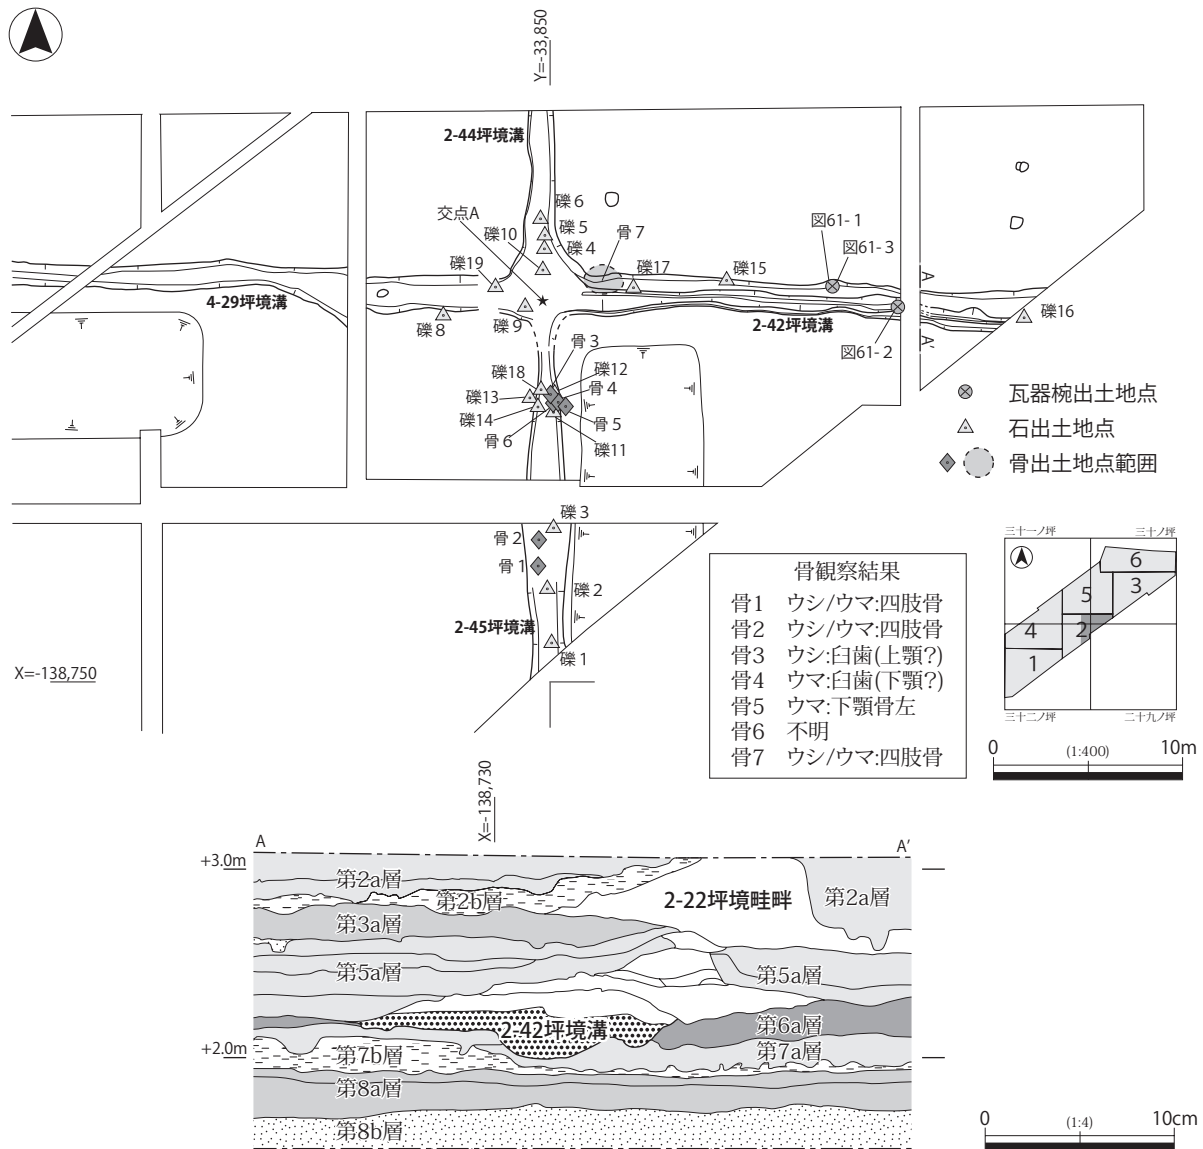 Y=-33,850
2-44坪境溝
礫6
交点A
礫10
礫5
骨7
図61-1
礫4
図61-3
礫19
礫17
礫15
A
4-29坪境溝
礫8
礫9
2-42坪境溝
礫16
A'
骨3
図61-2
礫18
礫12
骨4
礫13
礫14
骨5
骨6
礫11
瓦器椀出土地点
石出土地点
骨出土地点範囲
礫3
骨2
骨1
礫2
2-45坪境溝
礫1
X=-138,750
骨観察結果
骨1 ウシ/ウマ:四肢骨
骨2 ウシ/ウマ:四肢骨
骨3 ウシ:臼歯(上顎?)
骨4 ウマ:臼歯(下顎?)
骨5 ウマ:下顎骨左
骨6 不明
骨7 ウシ/ウマ:四肢骨
三十一ノ坪
三十ノ坪
6
5
3
4
2
1
三十二ノ坪
二十九ノ坪
0
(1:400)
10m
X=-138,730
A
A'
+3.0m
第2a層
第2b層
2-22坪境畦畔
第2a層
第3a層
第5a層
第5a層
2-42坪境溝
第6a層
+2.0m
第7b層
第7a層
第8a層
第8b層
0
(1:4)
10cm